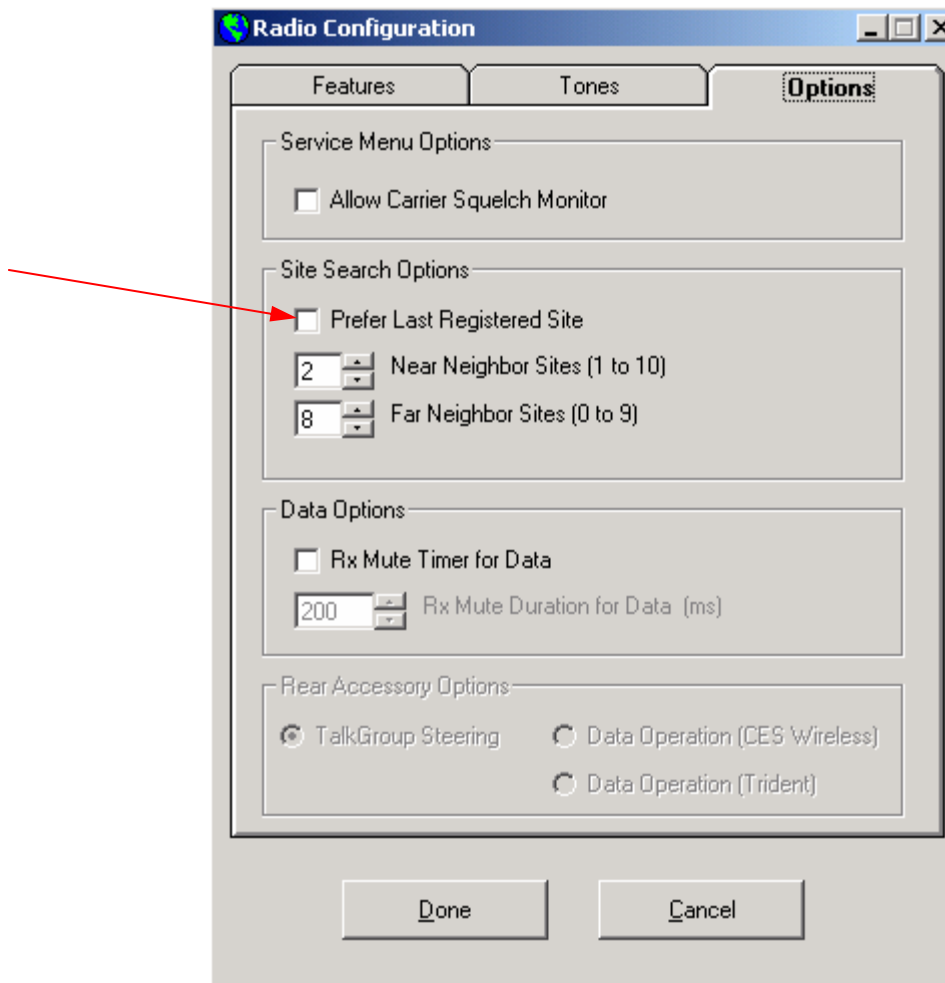 Radio Configuration
Features Tones Options
Service Menu Options
Allow Carrier Squelch Monitor
Site Search Options
Prefer Last Registered Site
2 Near Neighbor Sites (1 to 10)
8 Far Neighbor Sites (0 to 9)
Data Options
Rx Mute Timer for Data
200 Rx Mute Duration for Data (ms)
Rear Accessory Options
TalkGroup Steering Data Operation (CES Wireless)
Data Operation (Trident)
Done Cancel